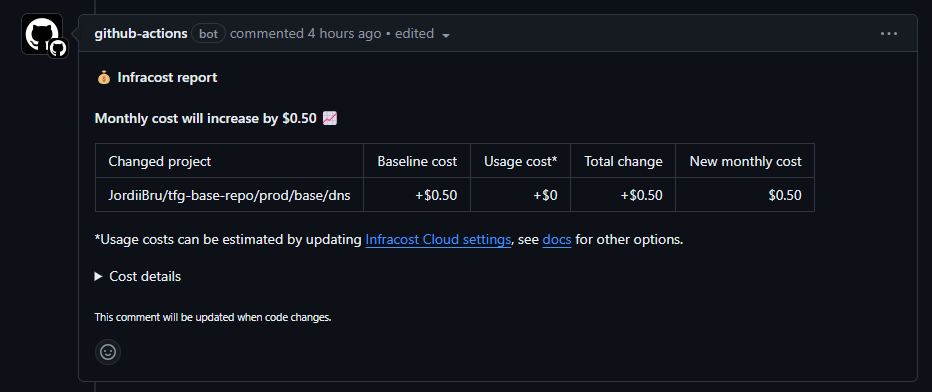 github-actions bot commented 4 hours ago • edited
Infracost report
Monthly cost will increase by $0.50
Changed project Baseline cost Usage cost* Total change New monthly cost
JordiiBru/tfg-base-repo/prod/base/dns +$0.50 +$0 +$0.50 $0.50
*Usage costs can be estimated by updating Infracost Cloud settings, see docs for other options.
Cost details
This comment will be updated when code changes.